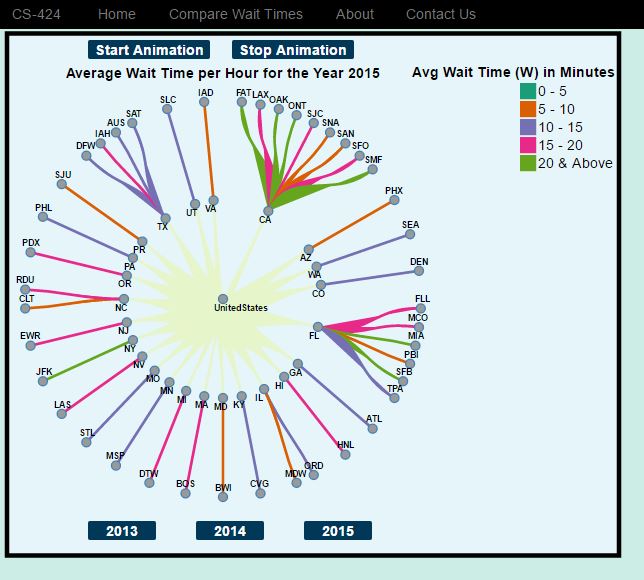 CS-424 Home Compare Wait Times About Contact Us
Start Animation Stop Animation
Average Wait Time per Hour for the Year 2015
Avg Wait Time (W) in Minutes
0 - 5
5 - 10
10 - 15
15 - 20
20 & Above
IAD
SLC
SAT
AUS
IAH
DFW
SJU
PHL
PDX
RDU
CLT
EWR
JFK
LAS
STL
MSP
DTW
BOS
BWI
CVG
MDW
ORD
HNL
ATL
TPA
SFB
PBI
MIA
MCO
FLL
DEN
SEA
PHX
SMF
SFO
SAN
SNA
SJC
ONT
OAK
LAX
FAT
VA
UT
TX
PR
PA
OR
NC
NJ
NY
NV
MO
MN
MI
MA
MD
KY
IL
HI
GA
FL
CO
WA
AZ
CA
UnitedStates
2013 2014 2015